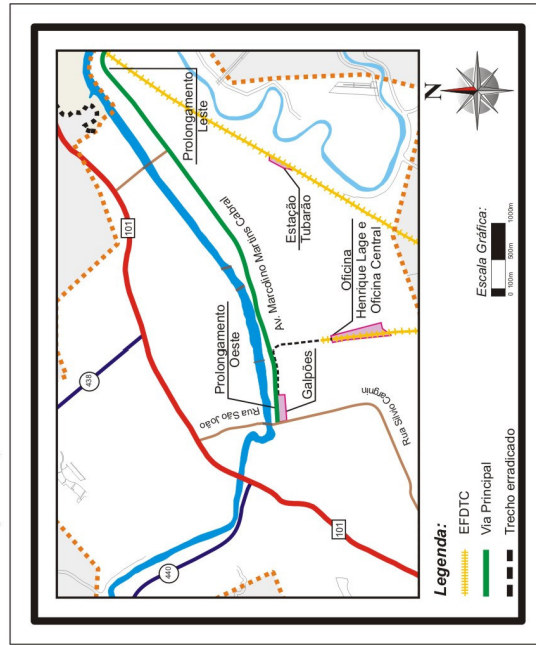 Prolongamento
Leste
101
Av. Marcolino Martins Cabral
Estação
Tubarão
438
Prolongamento
Oeste
Galpões
Oficina
Henrique Lage e
Oficina Central
Rua São João
Rua Silvio Cargnin
440
101
N
Escala Gráfica:
0 100m 500m 1000m
Legenda:
EFDTC
Via Principal
Trecho erradicado